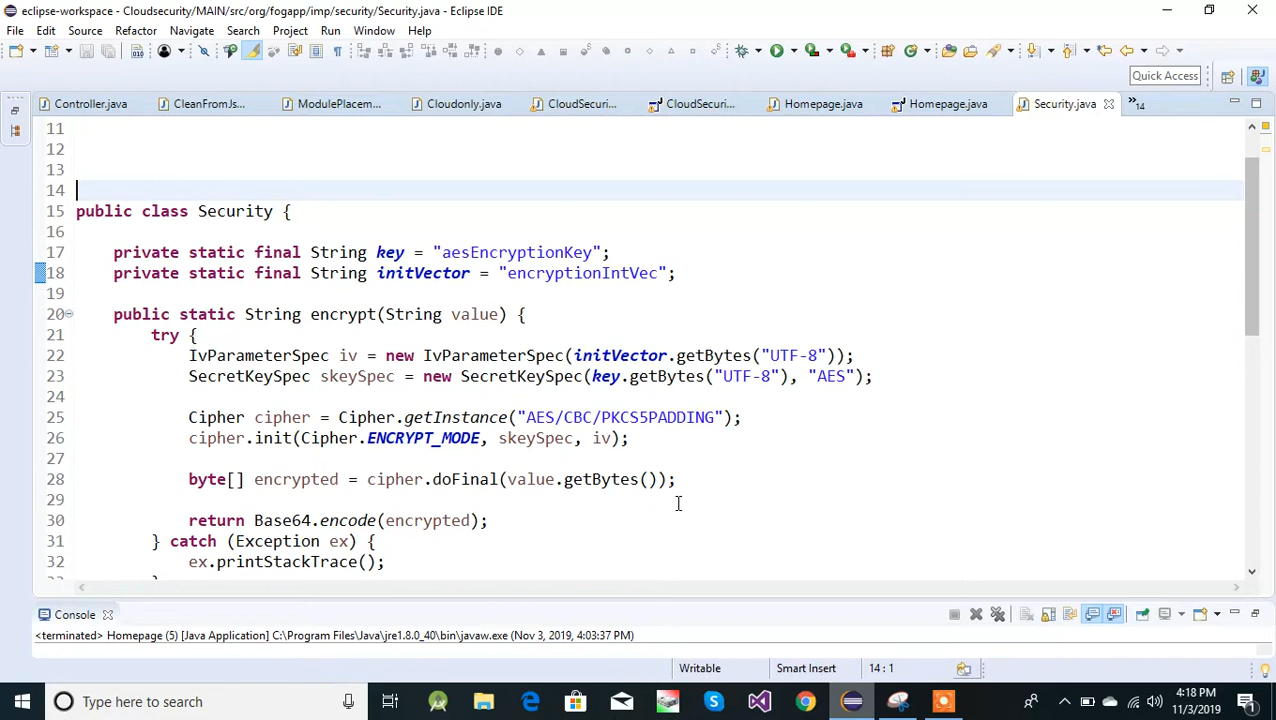 eclipse-workspace - Cloudsecurity/MAIN/src/org/fogapp/imp/security/Security.java - Eclipse IDE
File Edit Source Refactor Navigate Search Project Run Window Help
Quick Access
Controller.java CleanFromJs... ModulePlacem... Cloudonly.java CloudSecuri... CloudSecuri... Homepage.java Homepage.java Security.java 14
11
12
13
14
15 public class Security {
16
17 private static final String key = "aesEncryptionKey";
18 private static final String initVector = "encryptionIntVec";
19
20 public static String encrypt(String value) {
21 try {
22 IvParameterSpec iv = new IvParameterSpec(initVector.getBytes("UTF-8"));
23 SecretKeySpec skeySpec = new SecretKeySpec(key.getBytes("UTF-8"), "AES");
24
25 Cipher cipher = Cipher.getInstance("AES/CBC/PKCS5PADDING");
26 cipher.init(Cipher.ENCRYPT_MODE, skeySpec, iv);
27
28 byte[] encrypted = cipher.doFinal(value.getBytes());
29
30 return Base64.encode(encrypted);
31 } catch (Exception ex) {
32 ex.printStackTrace();
Console
<terminated> Homepage (5) [Java Application] C:\Program Files\Java\jre1.8.0_40\bin\javaw.exe (Nov 3, 2019, 4:03:37 PM)
Writable Smart Insert 14 : 1
Type here to search
4:18 PM
11/3/2019
1